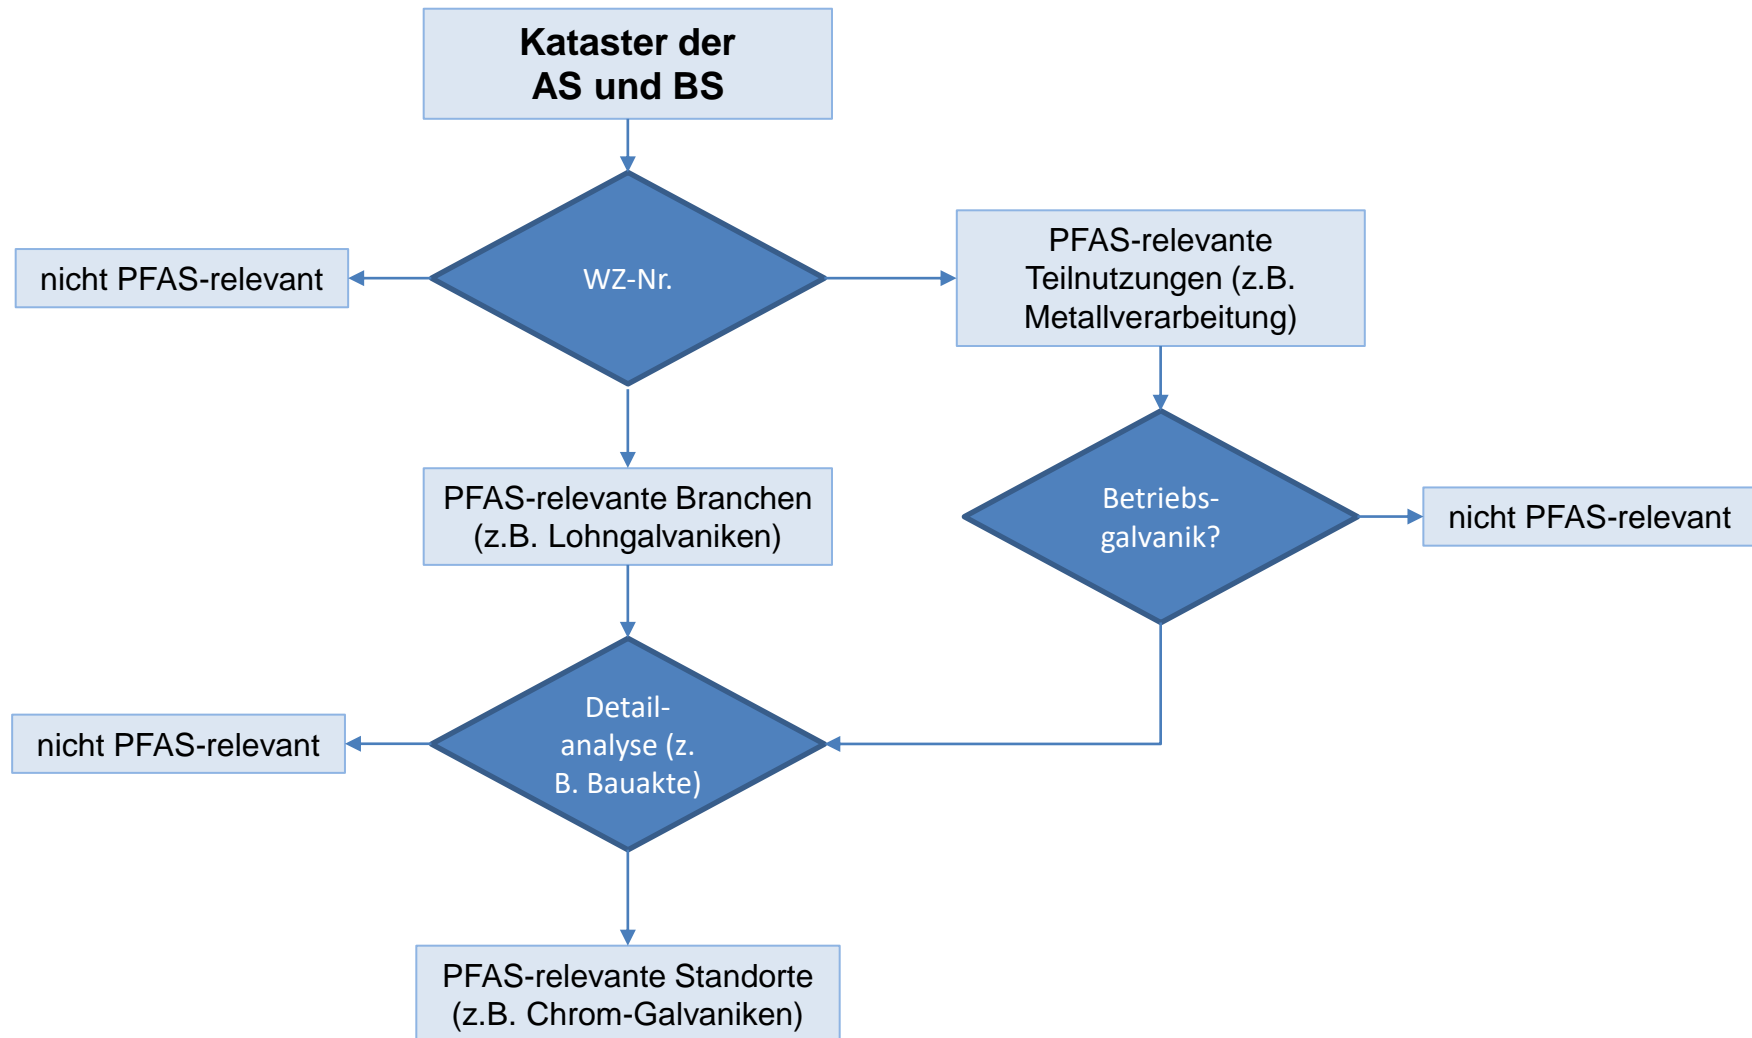 Kataster der
AS und BS
nicht PFAS-relevant
WZ-Nr.
PFAS-relevante
Teilnutzungen (z.B.
Metallverarbeitung)
PFAS-relevante Branchen
(z.B. Lohngalvaniken)
Betriebs-
galvanik?
nicht PFAS-relevant
nicht PFAS-relevant
Detail-
analyse (z.
B. Bauakte)
PFAS-relevante Standorte
(z.B. Chrom-Galvaniken)